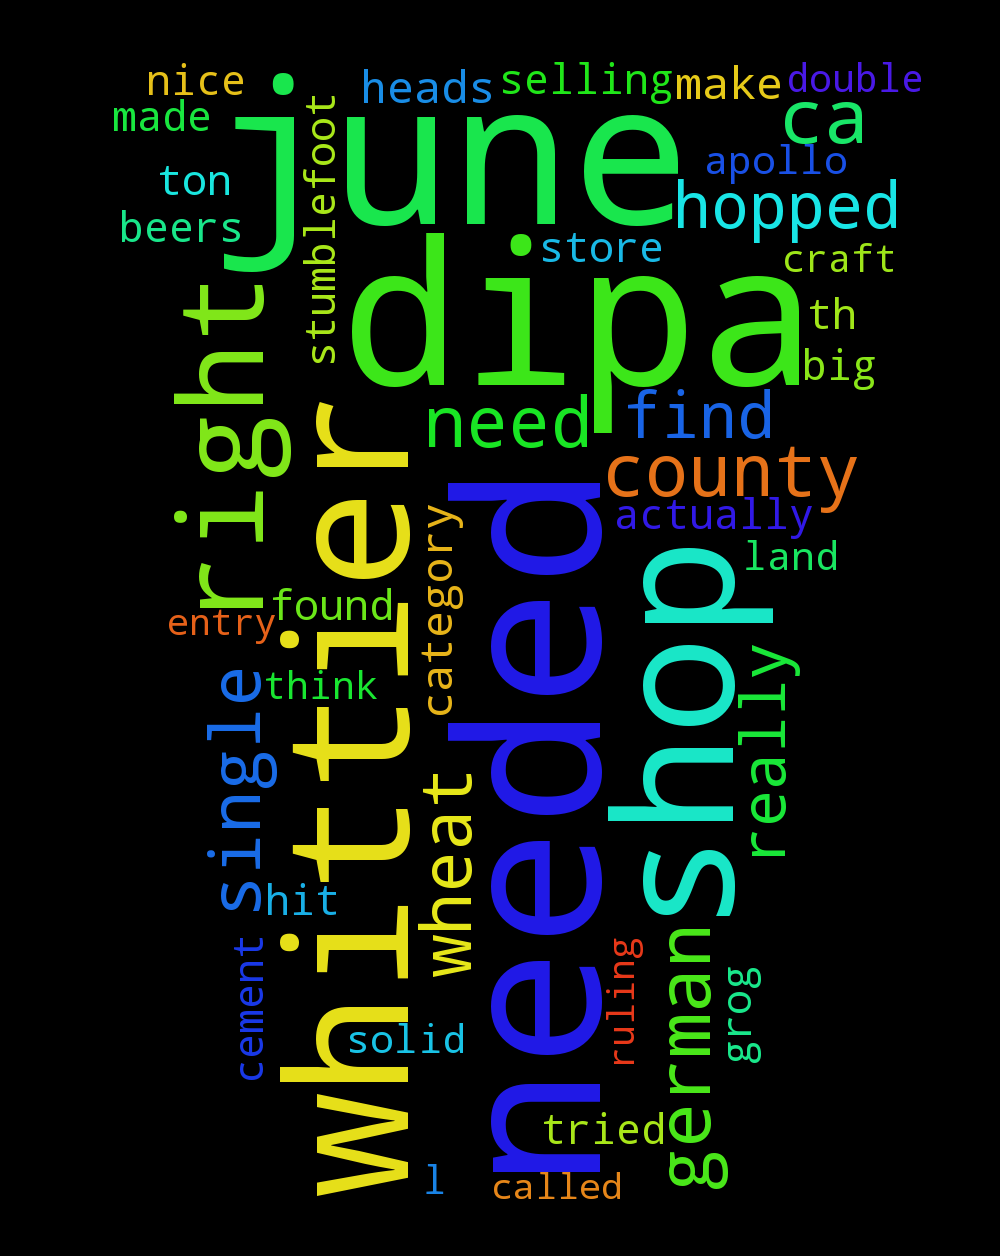 nice
heads
selling
make
double
made
june
ca
stumblefoot
apollo
ton
hopped
beers
store
craft
dipa
th
right
big
need
find
whittier
county
needed
category
actually
shop
land
found
entry
really
think
single
wheat
hit
german
ruling
grog
cement
solid
tried
l
called